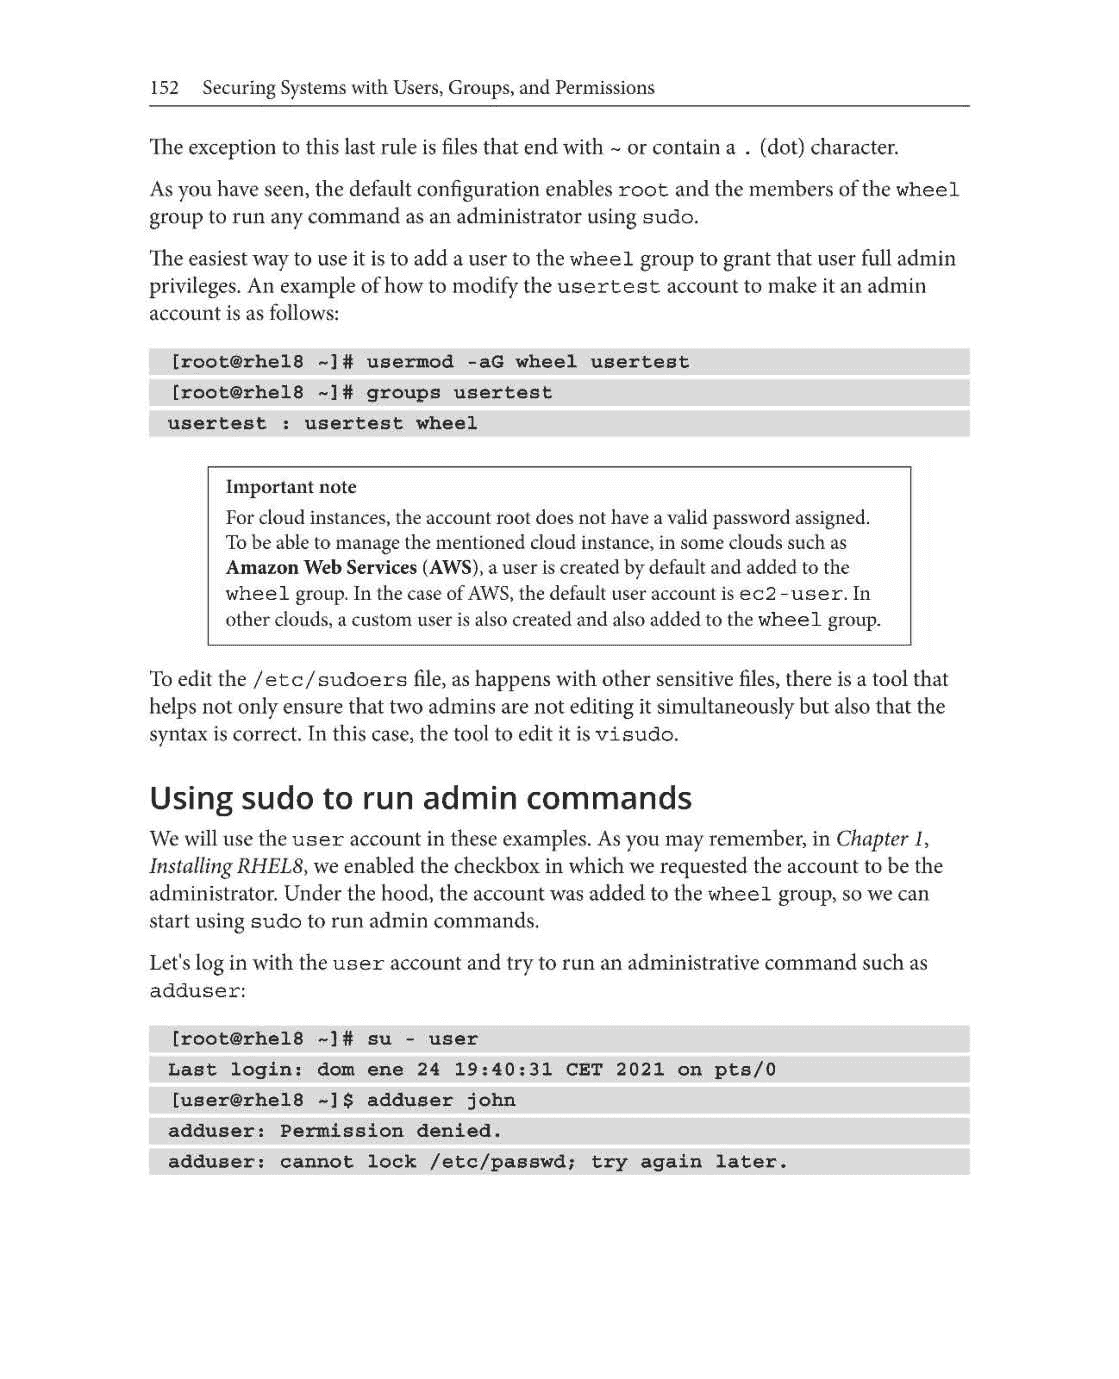 152 Securing Systems with Users, Groups, and Permissions
The exception to this last rule is files that end with ~ or contain a . (dot) character.
As you have seen, the default configuration enables root and the members of the wheel
group to run any command as an administrator using sudo.
The easiest way to use it is to add a user to the wheel group to grant that user full admin
privileges. An example of how to modify the usertest account to make it an admin
account is as follows:
[root@rhel8 ~]# usermod -aG wheel usertest
[root@rhel8 ~]# groups usertest
usertest : usertest wheel
Important note
For cloud instances, the account root does not have a valid password assigned.
To be able to manage the mentioned cloud instance, in some clouds such as
Amazon Web Services (AWS), a user is created by default and added to the
wheel group. In the case of AWS, the default user account is ec2-user. In
other clouds, a custom user is also created and also added to the wheel group.
To edit the /etc/sudoers file, as happens with other sensitive files, there is a tool that
helps not only ensure that two admins are not editing it simultaneously but also that the
syntax is correct. In this case, the tool to edit it is visudo.
Using sudo to run admin commands
We will use the user account in these examples. As you may remember, in Chapter 1,
Installing RHEL8, we enabled the checkbox in which we requested the account to be the
administrator. Under the hood, the account was added to the wheel group, so we can
start using sudo to run admin commands.
Let's log in with the user account and try to run an administrative command such as
adduser:
[root@rhel8 ~]# su - user
Last login: dom ene 24 19:40:31 CET 2021 on pts/0
[user@rhel8 ~]$ adduser john
adduser: Permission denied.
adduser: cannot lock /etc/passwd; try again later.